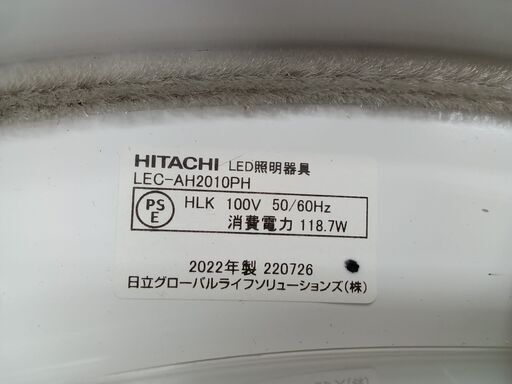 HITACHI LED照明器具
LEC-AH2010PH
PS
E
HLK 100V 50/60Hz
消費電力 118.7W
2022年製 220726
日立グローバルライフソリューションズ(株)